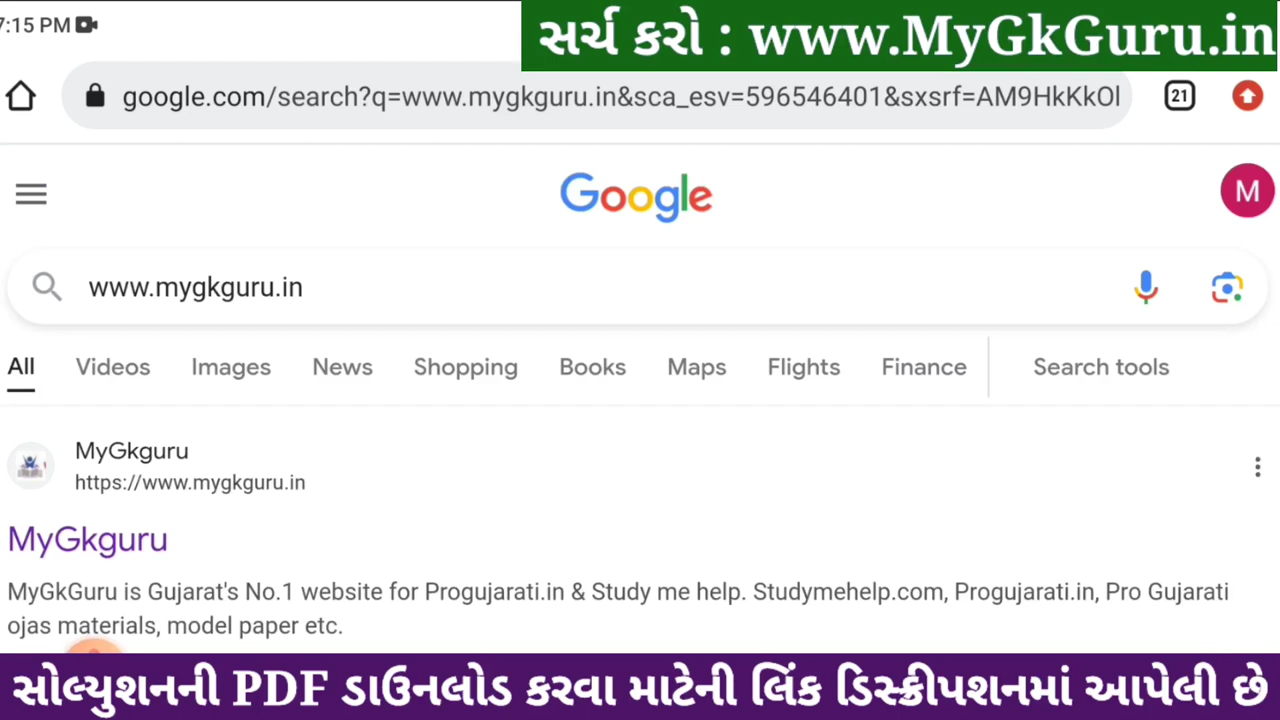 7:15 PM
સર્ચ કરો : www.MyGkGuru.in
google.com/search?q=www.mygkguru.in&sca_esv=596546401&sxsrf=AM9HkKkOl
21
Google
M
www.mygkguru.in
All Videos Images News Shopping Books Maps Flights Finance Search tools
MyGkguru
https://www.mygkguru.in
MyGkguru
MyGkGuru is Gujarat's No.1 website for Progujarati.in & Study me help. Studymehelp.com, Progujarati.in, Pro Gujarati
ojas materials, model paper etc.
સોલ્યુશનની PDF ડાઉનલોડ કરવા માટેની લિંક ડિસ્ક્રીપશનમાં આપેલી છે